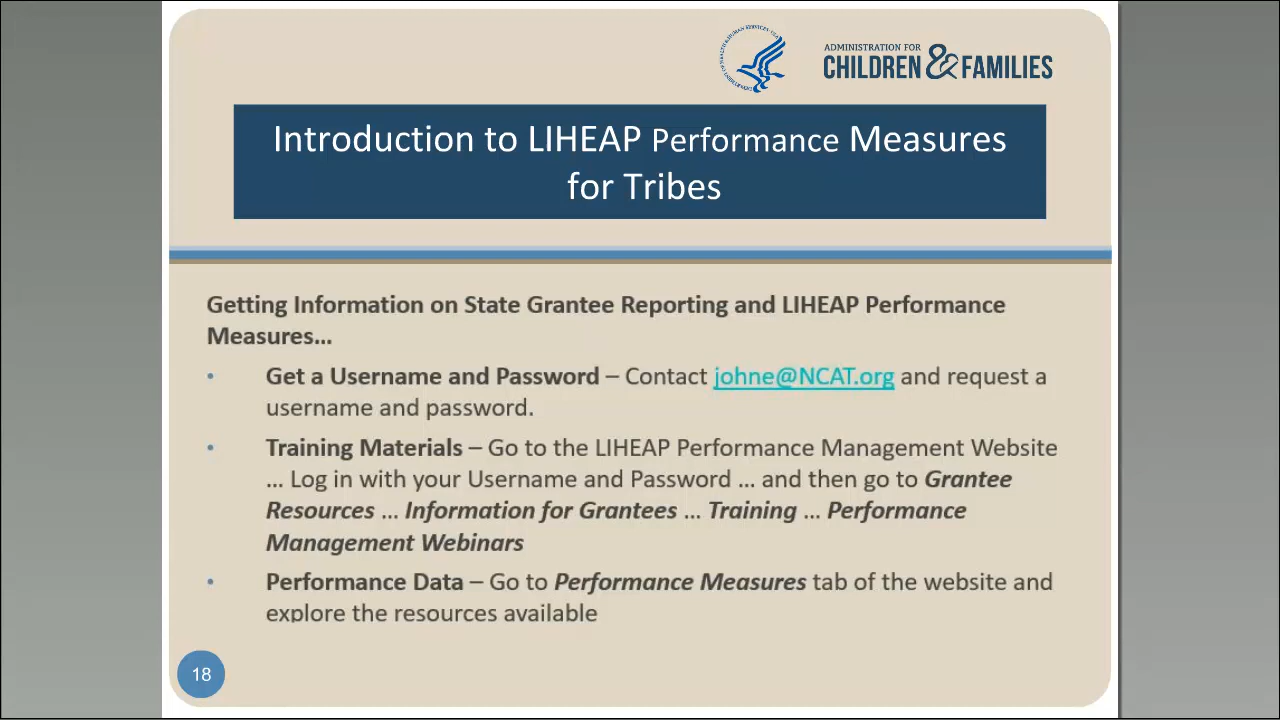 ADMINISTRATION FOR
CHILDREN & FAMILIES
Introduction to LIHEAP Performance Measures
for Tribes
Getting Information on State Grantee Reporting and LIHEAP Performance
Measures...
• Get a Username and Password – Contact johne@NCAT.org and request a
username and password.
• Training Materials – Go to the LIHEAP Performance Management Website
... Log in with your Username and Password ... and then go to Grantee
Resources ... Information for Grantees ... Training ... Performance
Management Webinars
• Performance Data – Go to Performance Measures tab of the website and
explore the resources available
18